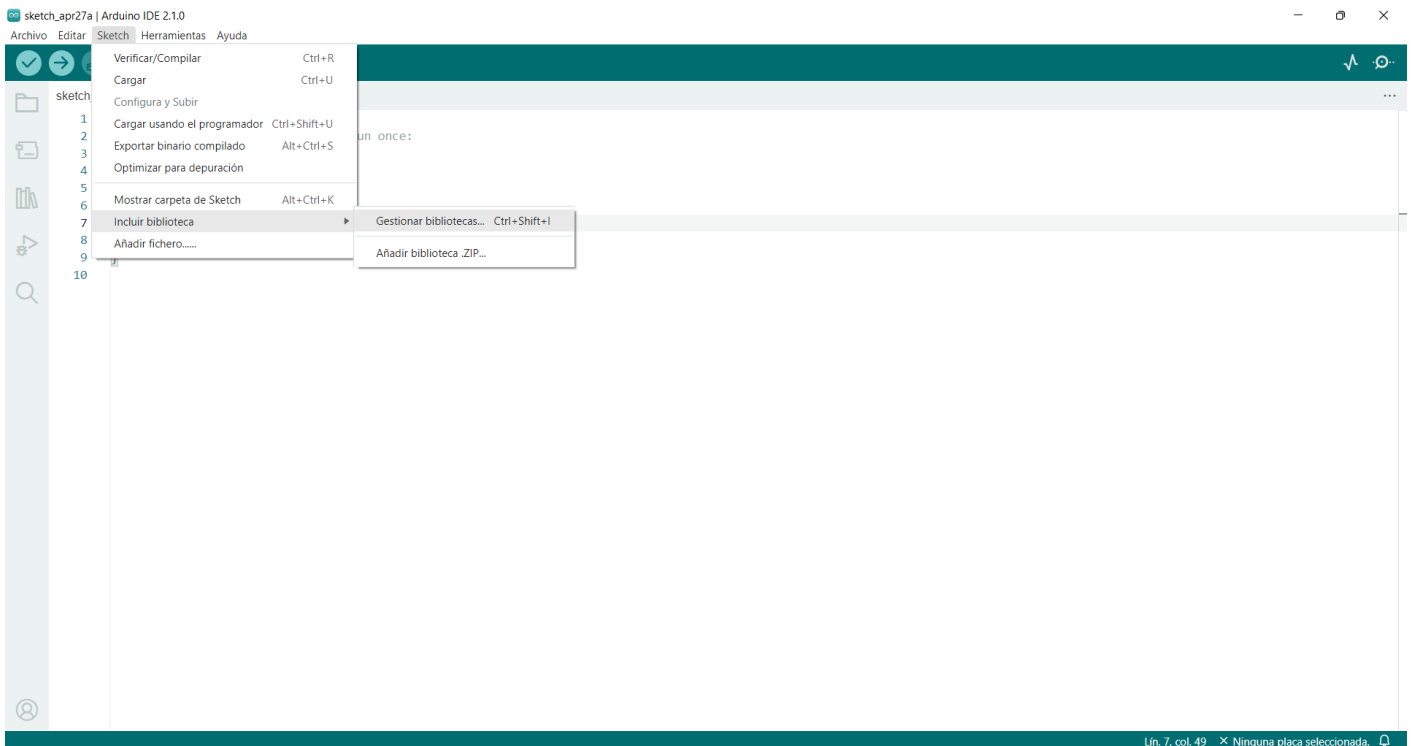 sketch_apr27a | Arduino IDE 2.1.0
Archivo Editar Sketch Herramientas Ayuda
Verificar/Compilar Ctrl+R
Cargar Ctrl+U
sketch_
Configura y Subir
1
Cargar usando el programador Ctrl+Shift+U
2 un once:
Exportar binario compilado Alt+Ctrl+S
3
4
Optimizar para depuración
5
6
Mostrar carpeta de Sketch Alt+Ctrl+K
7
Incluir biblioteca
Gestionar bibliotecas... Ctrl+Shift+I
8
Añadir fichero......
9 }
Añadir biblioteca .ZIP...
10
Lín. 7, col. 49 × Ninguna placa seleccionada.